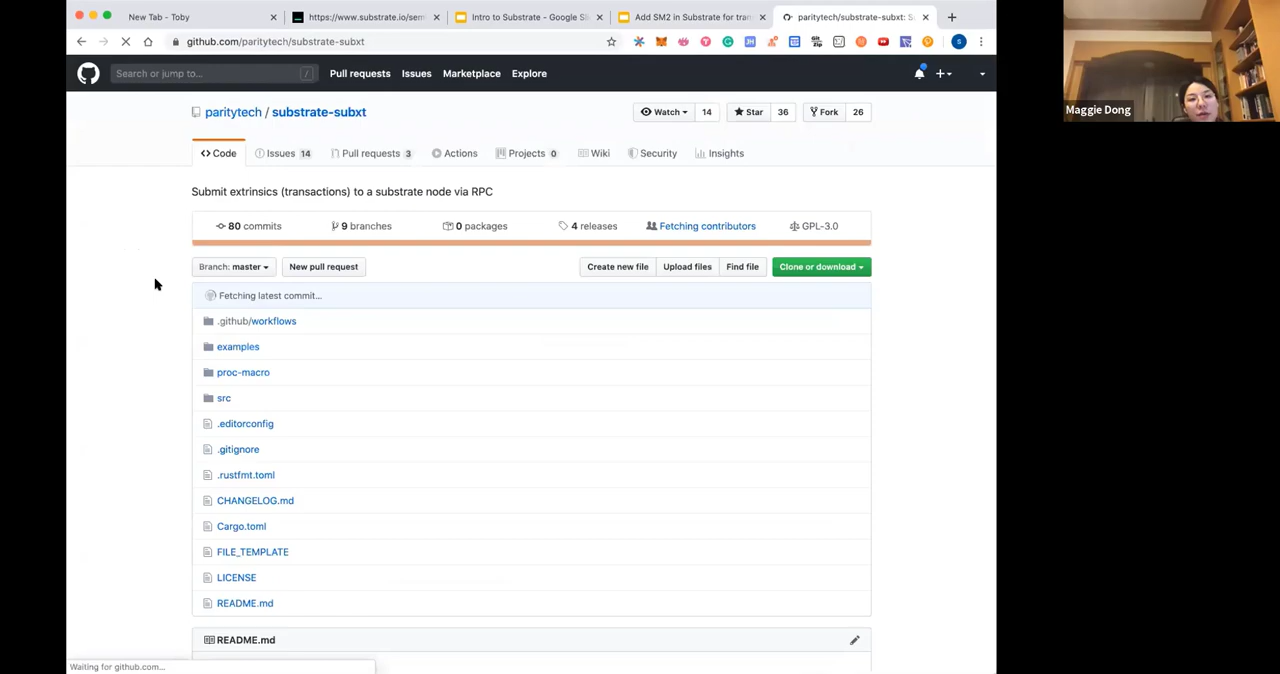 New Tab - Toby
https://www.substrate.io/sem
Intro to Substrate - Google Sl
Add SM2 in Substrate for tran
paritytech/substrate-subxt: S
github.com/paritytech/substrate-subxt
Search or jump to...
/
Pull requests
Issues
Marketplace
Explore
Maggie Dong
paritytech / substrate-subxt
Watch
14
Star
36
Fork
26
Code
Issues 14
Pull requests 3
Actions
Projects 0
Wiki
Security
Insights
Submit extrinsics (transactions) to a substrate node via RPC
80 commits
9 branches
0 packages
4 releases
Fetching contributors
GPL-3.0
Branch: master
New pull request
Create new file
Upload files
Find file
Clone or download
Fetching latest commit...
.github/workflows
examples
proc-macro
src
.editorconfig
.gitignore
.rustfmt.toml
CHANGELOG.md
Cargo.toml
FILE_TEMPLATE
LICENSE
README.md
README.md
Waiting for github.com...